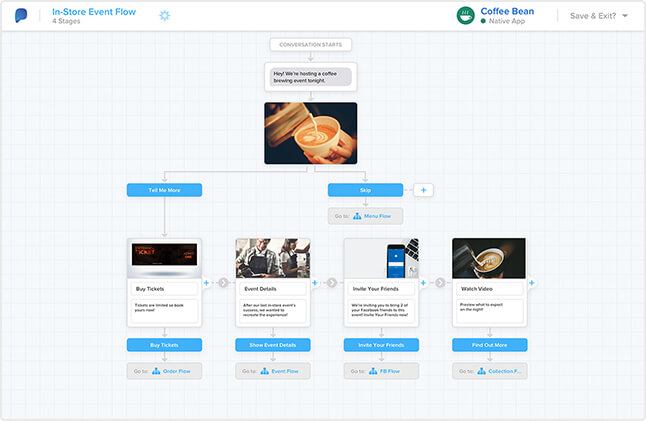 In-Store Event Flow
4 Stages
Coffee Bean
Native App
Save & Exit?
CONVERSATION STARTS
Hey! We're hosting a coffee
brewing event tonight.
Tell Me More
Skip
Go to: Menu Flow
TICKET
Buy Tickets
Tickets are limited so book
yours now!
Buy Tickets
Go to: Order Flow
Event Details
After our last in-store event's
success, we wanted to
recreate the experience!
Show Event Details
Go to: Event Flow
Invite Your Friends
We're inviting you to bring 2 of
your Facebook friends to this
event! Invite Your Friends now!
Invite Your Friends
Go to: FB Flow
Watch Video
Preview what to expect
on the night!
Find Out More
Go to: Collection F...